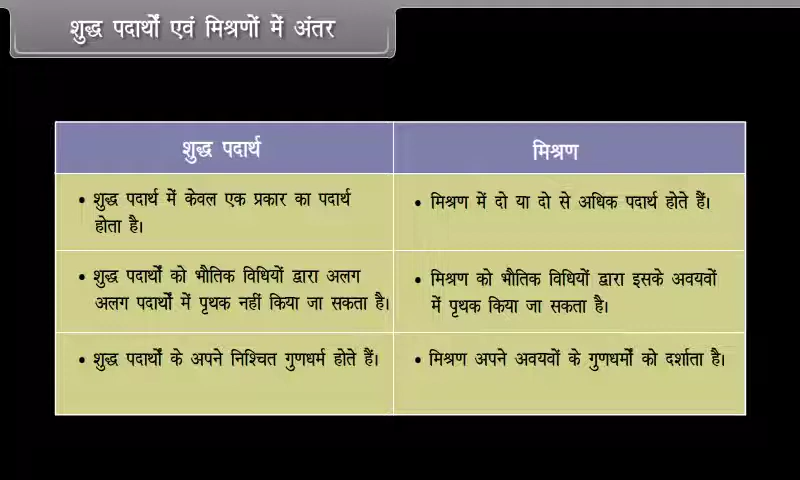 शुद्ध पदार्थों एवं मिश्रणों में अंतर
शुद्ध पदार्थ
मिश्रण
• शुद्ध पदार्थ में केवल एक प्रकार का पदार्थ
होता है।
• मिश्रण में दो या दो से अधिक पदार्थ होते हैं।
• शुद्ध पदार्थों को भौतिक विधियों द्वारा अलग
अलग पदार्थों में पृथक नहीं किया जा सकता है।
• मिश्रण को भौतिक विधियों द्वारा इसके अवयवों
में पृथक किया जा सकता है।
• शुद्ध पदार्थों के अपने निश्चित गुणधर्म होते हैं।
• मिश्रण अपने अवयवों के गुणधर्मों को दर्शाता है।